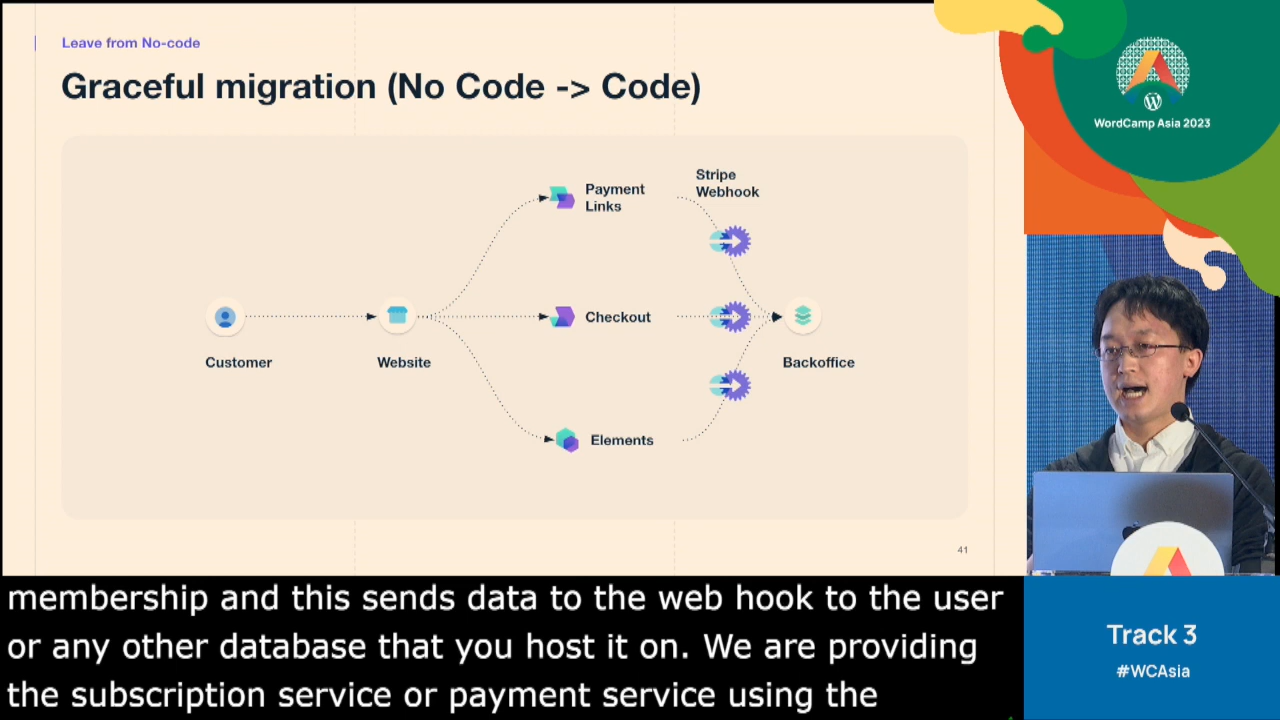 Leave from No-code
Graceful migration (No Code -> Code)
Payment
Links
Stripe
Webhook
Checkout
Customer
Website
Backoffice
Elements
41
WordCamp Asia 2023
membership and this sends data to the web hook to the user
or any other database that you host it on. We are providing
the subscription service or payment service using the
Track 3
#WCAsia